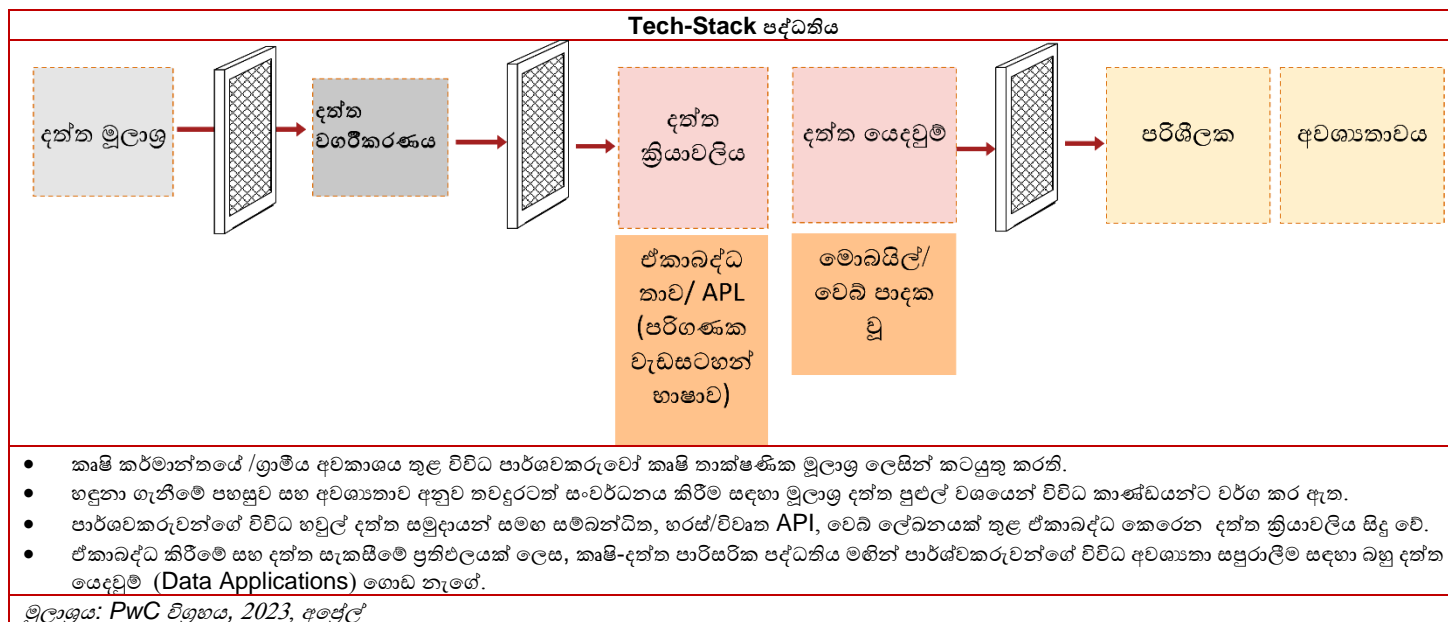 Tech-Stack පද්ධතිය
දත්ත මූලාශ්‍ර
දත්ත
වගරීකරණය
දත්ත
ක්‍රියාවලිය
දත්ත යෙදවුම්
පරිශීලක
අවශ්‍යතාවය
ඒකාබද්ධ
තාව/ APL
(පරිගණක
වැඩසටහන්
භාෂාව)
මොබයිල්/
වෙබ් පාදක
වූ
• කෘෂි කර්මාන්තයේ /ග්‍රාමීය අවකාශය තුළ විවිධ පාර්ශවකරුවෝ කෘෂි තාක්ෂණික මූලාශ්‍ර ලෙසින් කටයුතු කරති.
• හඳුනා ගැනීමේ පහසුව සහ අවශ්‍යතාව අනුව තවදුරටත් සංවර්ධනය කිරීම සඳහා මූලාශ්‍ර දත්ත පුළුල් වශයෙන් විවිධ කාණ්ඩයන්ට වර්ග කර ඇත.
• පාර්ශවකරුවන්ගේ විවිධ හවුල් දත්ත සමුදායන් සමඟ සම්බන්ධිත, හරස්/විවෘත API, වෙබ් ලේඛනයක් තුළ ඒකාබද්ධ කෙරෙන දත්ත ක්‍රියාවලිය සිදු වේ.
• ඒකාබද්ධ කිරීමේ සහ දත්ත සැකසීමේ ප්‍රතිඵලයක් ලෙස, කෘෂි-දත්ත පාරිසරික පද්ධතිය මඟින් පාර්ශ්වකරුවන්ගේ විවිධ අවශ්‍යතා සපුරාලීම සඳහා බහු දත්ත
යෙදවුම් (Data Applications) ගොඩ නැගේ.
මූලාශ්‍රය: PwC විග්‍රහය, 2023, අප්‍රේල්